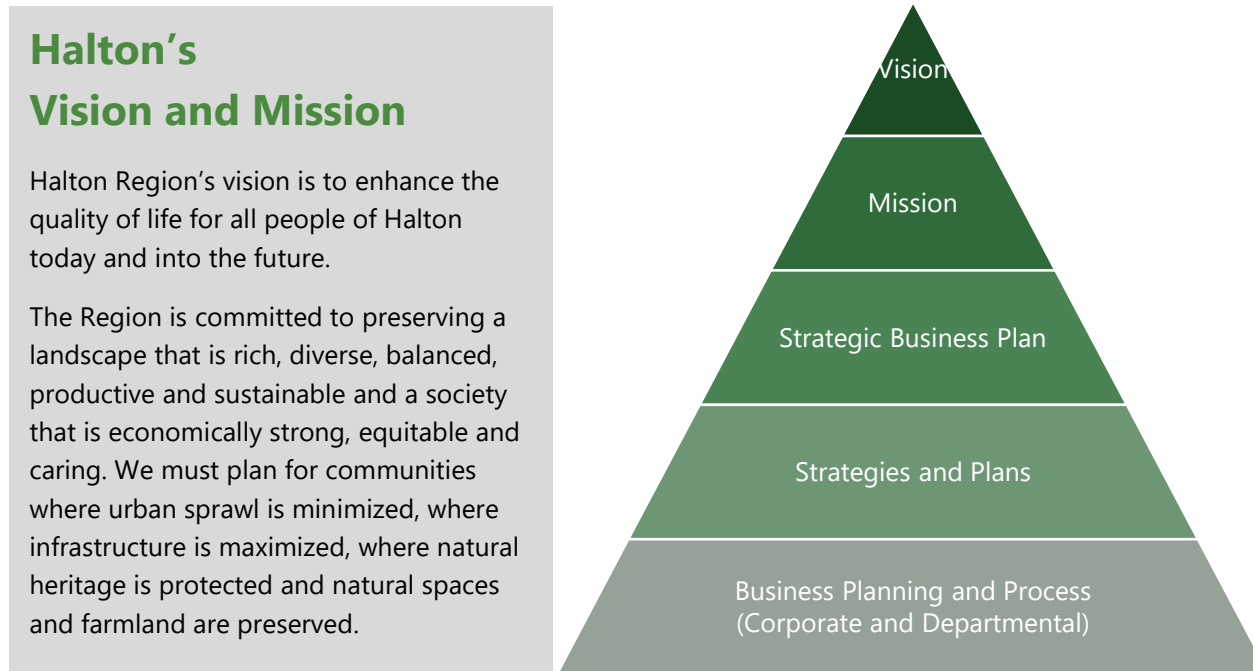 Halton's
Vision and Mission
Halton Region's vision is to enhance the
quality of life for all people of Halton
today and into the future.
The Region is committed to preserving a
landscape that is rich, diverse, balanced,
productive and sustainable and a society
that is economically strong, equitable and
caring. We must plan for communities
where urban sprawl is minimized, where
infrastructure is maximized, where natural
heritage is protected and natural spaces
and farmland are preserved.
Vision
Mission
Strategic Business Plan
Strategies and Plans
Business Planning and Process
(Corporate and Departmental)